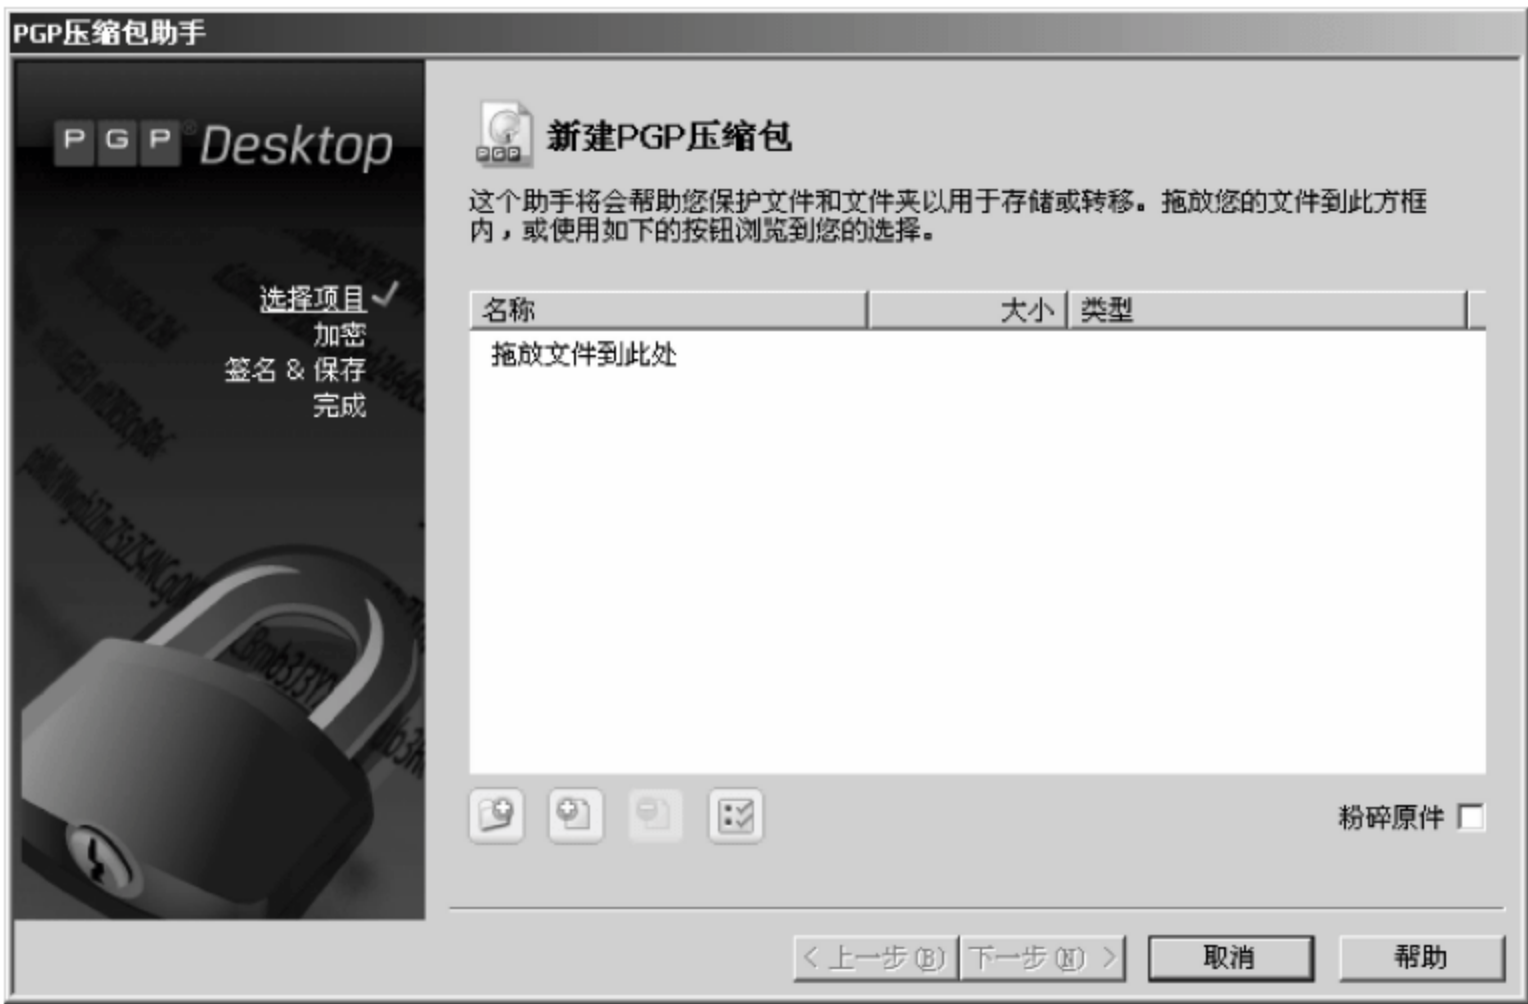 PGP压缩包助手
PGP® Desktop
选择项目
加密
签名 & 保存
完成
新建PGP压缩包
这个助手将会帮助您保护文件和文件夹以用于存储或转移。拖放您的文件到此方框
内，或使用如下的按钮浏览到您的选择。
名称 大小 类型
拖放文件到此处
粉碎原件
< 上一步(B) 下一步(N) > 取消 帮助